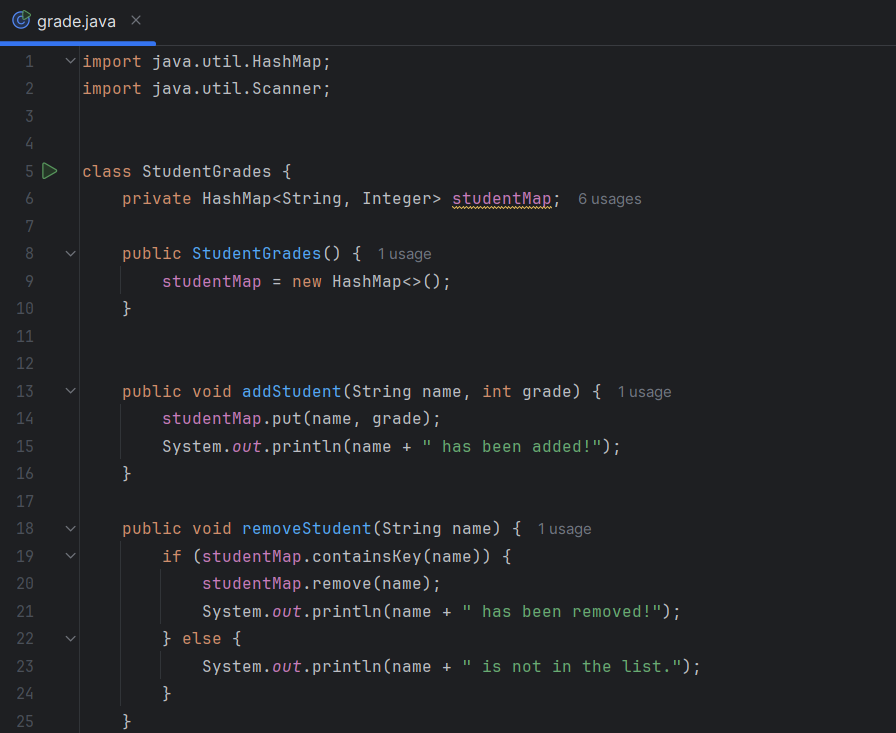 grade.java
1 import java.util.HashMap;
2 import java.util.Scanner;
3
4
5 class StudentGrades {
6     private HashMap<String, Integer> studentMap; 6 usages
7
8     public StudentGrades() { 1 usage
9         studentMap = new HashMap<>();
10     }
11
12
13     public void addStudent(String name, int grade) { 1 usage
14         studentMap.put(name, grade);
15         System.out.println(name + " has been added!");
16     }
17
18     public void removeStudent(String name) { 1 usage
19         if (studentMap.containsKey(name)) {
20             studentMap.remove(name);
21             System.out.println(name + " has been removed!");
22         } else {
23             System.out.println(name + " is not in the list.");
24         }
25     }